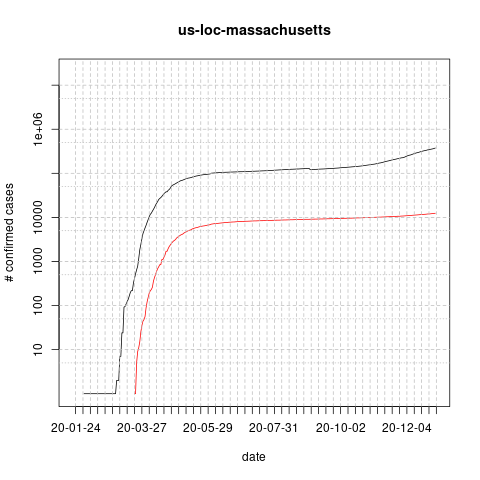 us-loc-massachusetts
# confirmed cases
1e+06
10000
1000
100
10
20-01-24 20-03-27 20-05-29 20-07-31 20-10-02 20-12-04
date